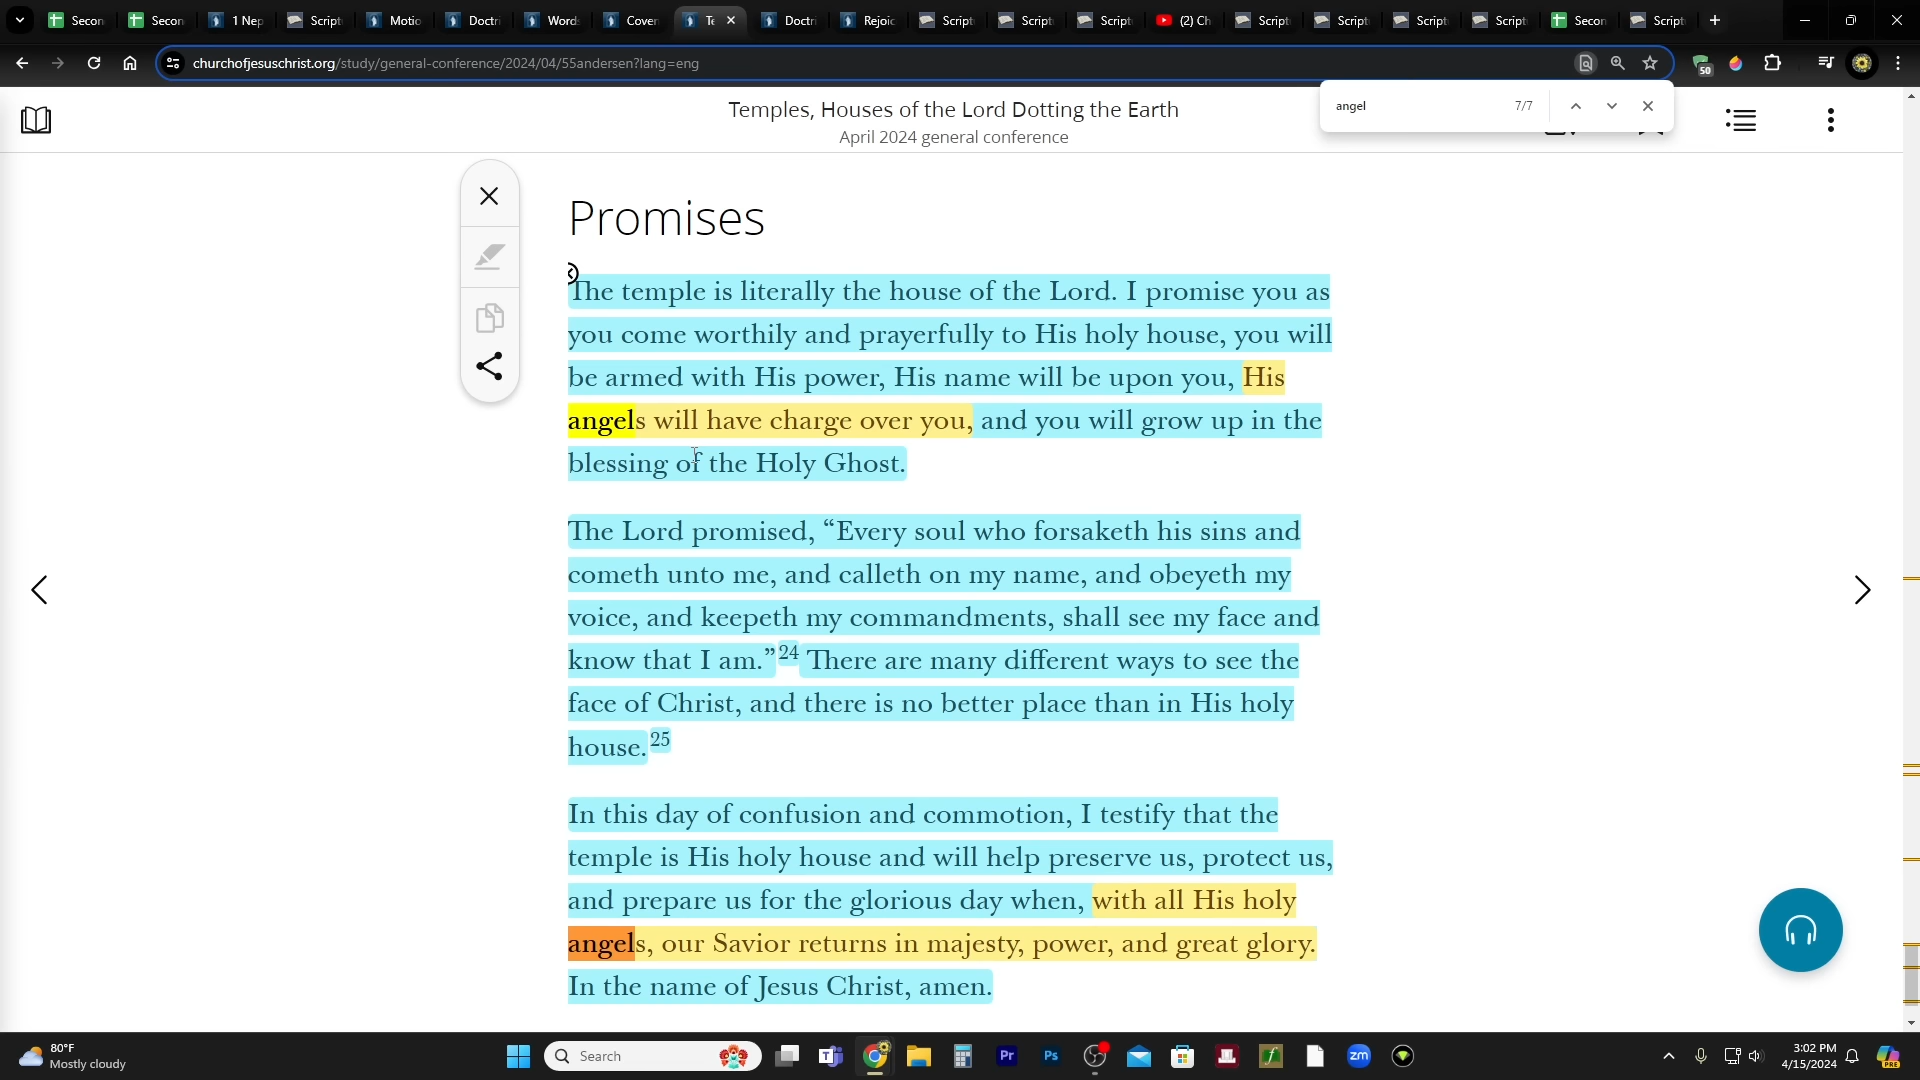 Secon
Secon
1 Nep
Script
Motio
Doctri
Words
Coven
Te
Doctri
Rejoic
Script
Script
Script
(2) Ch
Script
Script
Script
Script
Secon
Script
churchofjesuschrist.org/study/general-conference/2024/04/55andersen?lang=eng
50
angel
7/7
Temples, Houses of the Lord Dotting the Earth
April 2024 general conference
Promises
The temple is literally the house of the Lord. I promise you as
you come worthily and prayerfully to His holy house, you will
be armed with His power, His name will be upon you, His
angels will have charge over you, and you will grow up in the
blessing of the Holy Ghost.
The Lord promised, “Every soul who forsaketh his sins and
cometh unto me, and calleth on my name, and obeyeth my
voice, and keepeth my commandments, shall see my face and
know that I am.”24 There are many different ways to see the
face of Christ, and there is no better place than in His holy
house.25
In this day of confusion and commotion, I testify that the
temple is His holy house and will help preserve us, protect us,
and prepare us for the glorious day when, with all His holy
angels, our Savior returns in majesty, power, and great glory.
In the name of Jesus Christ, amen.
80°F
Mostly cloudy
Search
Pr
Ps
zm
3:02 PM
4/15/2024
PRE